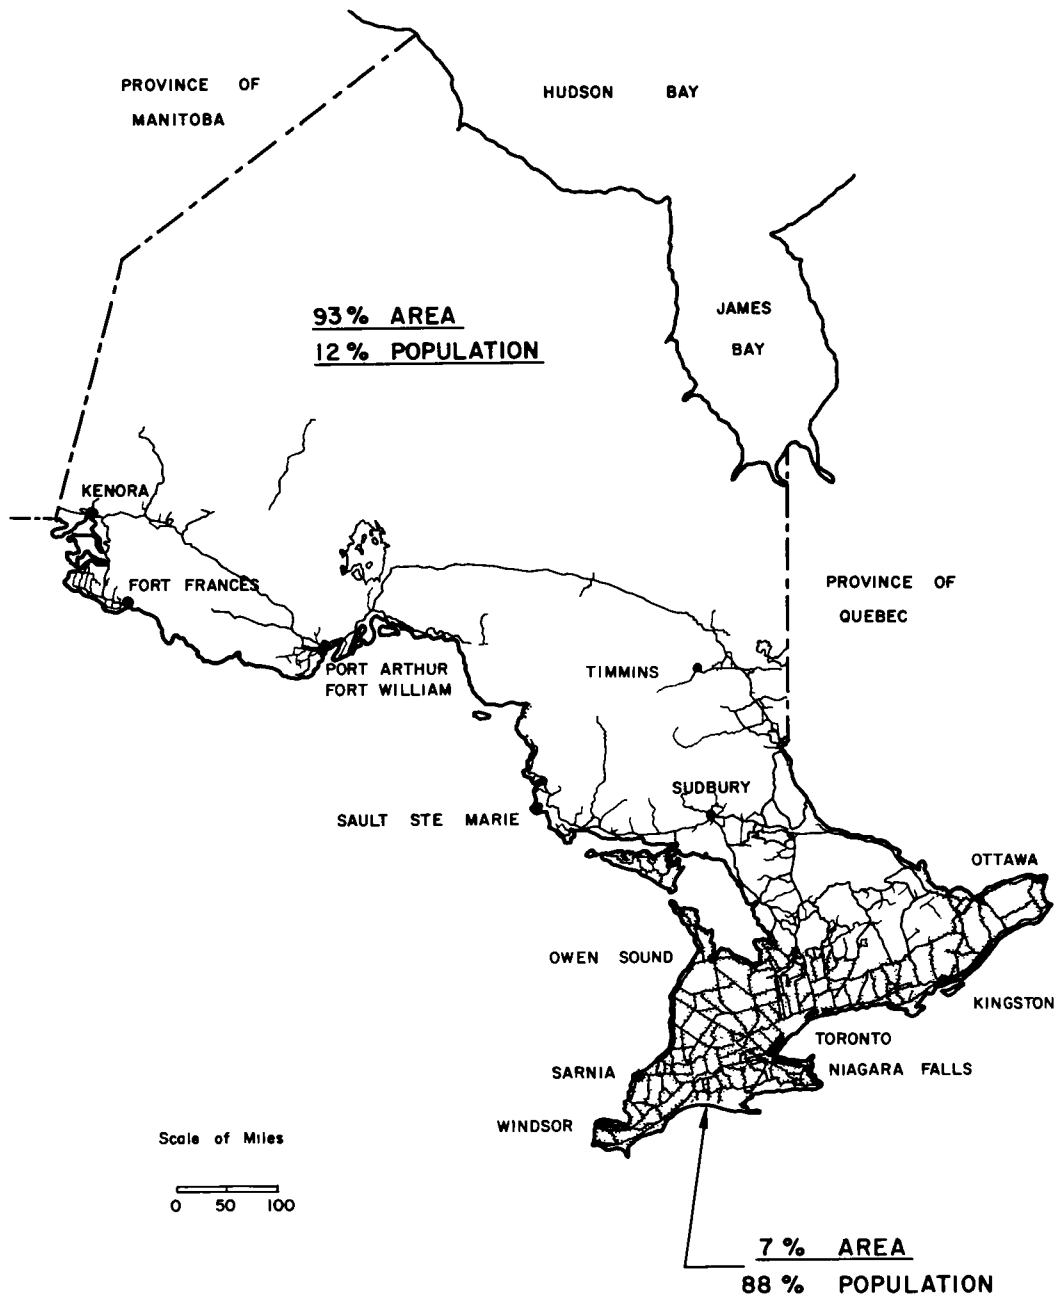 PROVINCE OF
MANITOBA
HUDSON BAY
93% AREA
12% POPULATION
JAMES
BAY
KENORA
FORT FRANCES
PROVINCE OF
QUEBEC
PORT ARTHUR
FORT WILLIAM
TIMMINS
SUDBURY
SAULT STE MARIE
OTTAWA
OWEN SOUND
KINGSTON
TORONTO
NIAGARA FALLS
SARNIA
WINDSOR
Scale of Miles
0 50 100
7% AREA
88% POPULATION